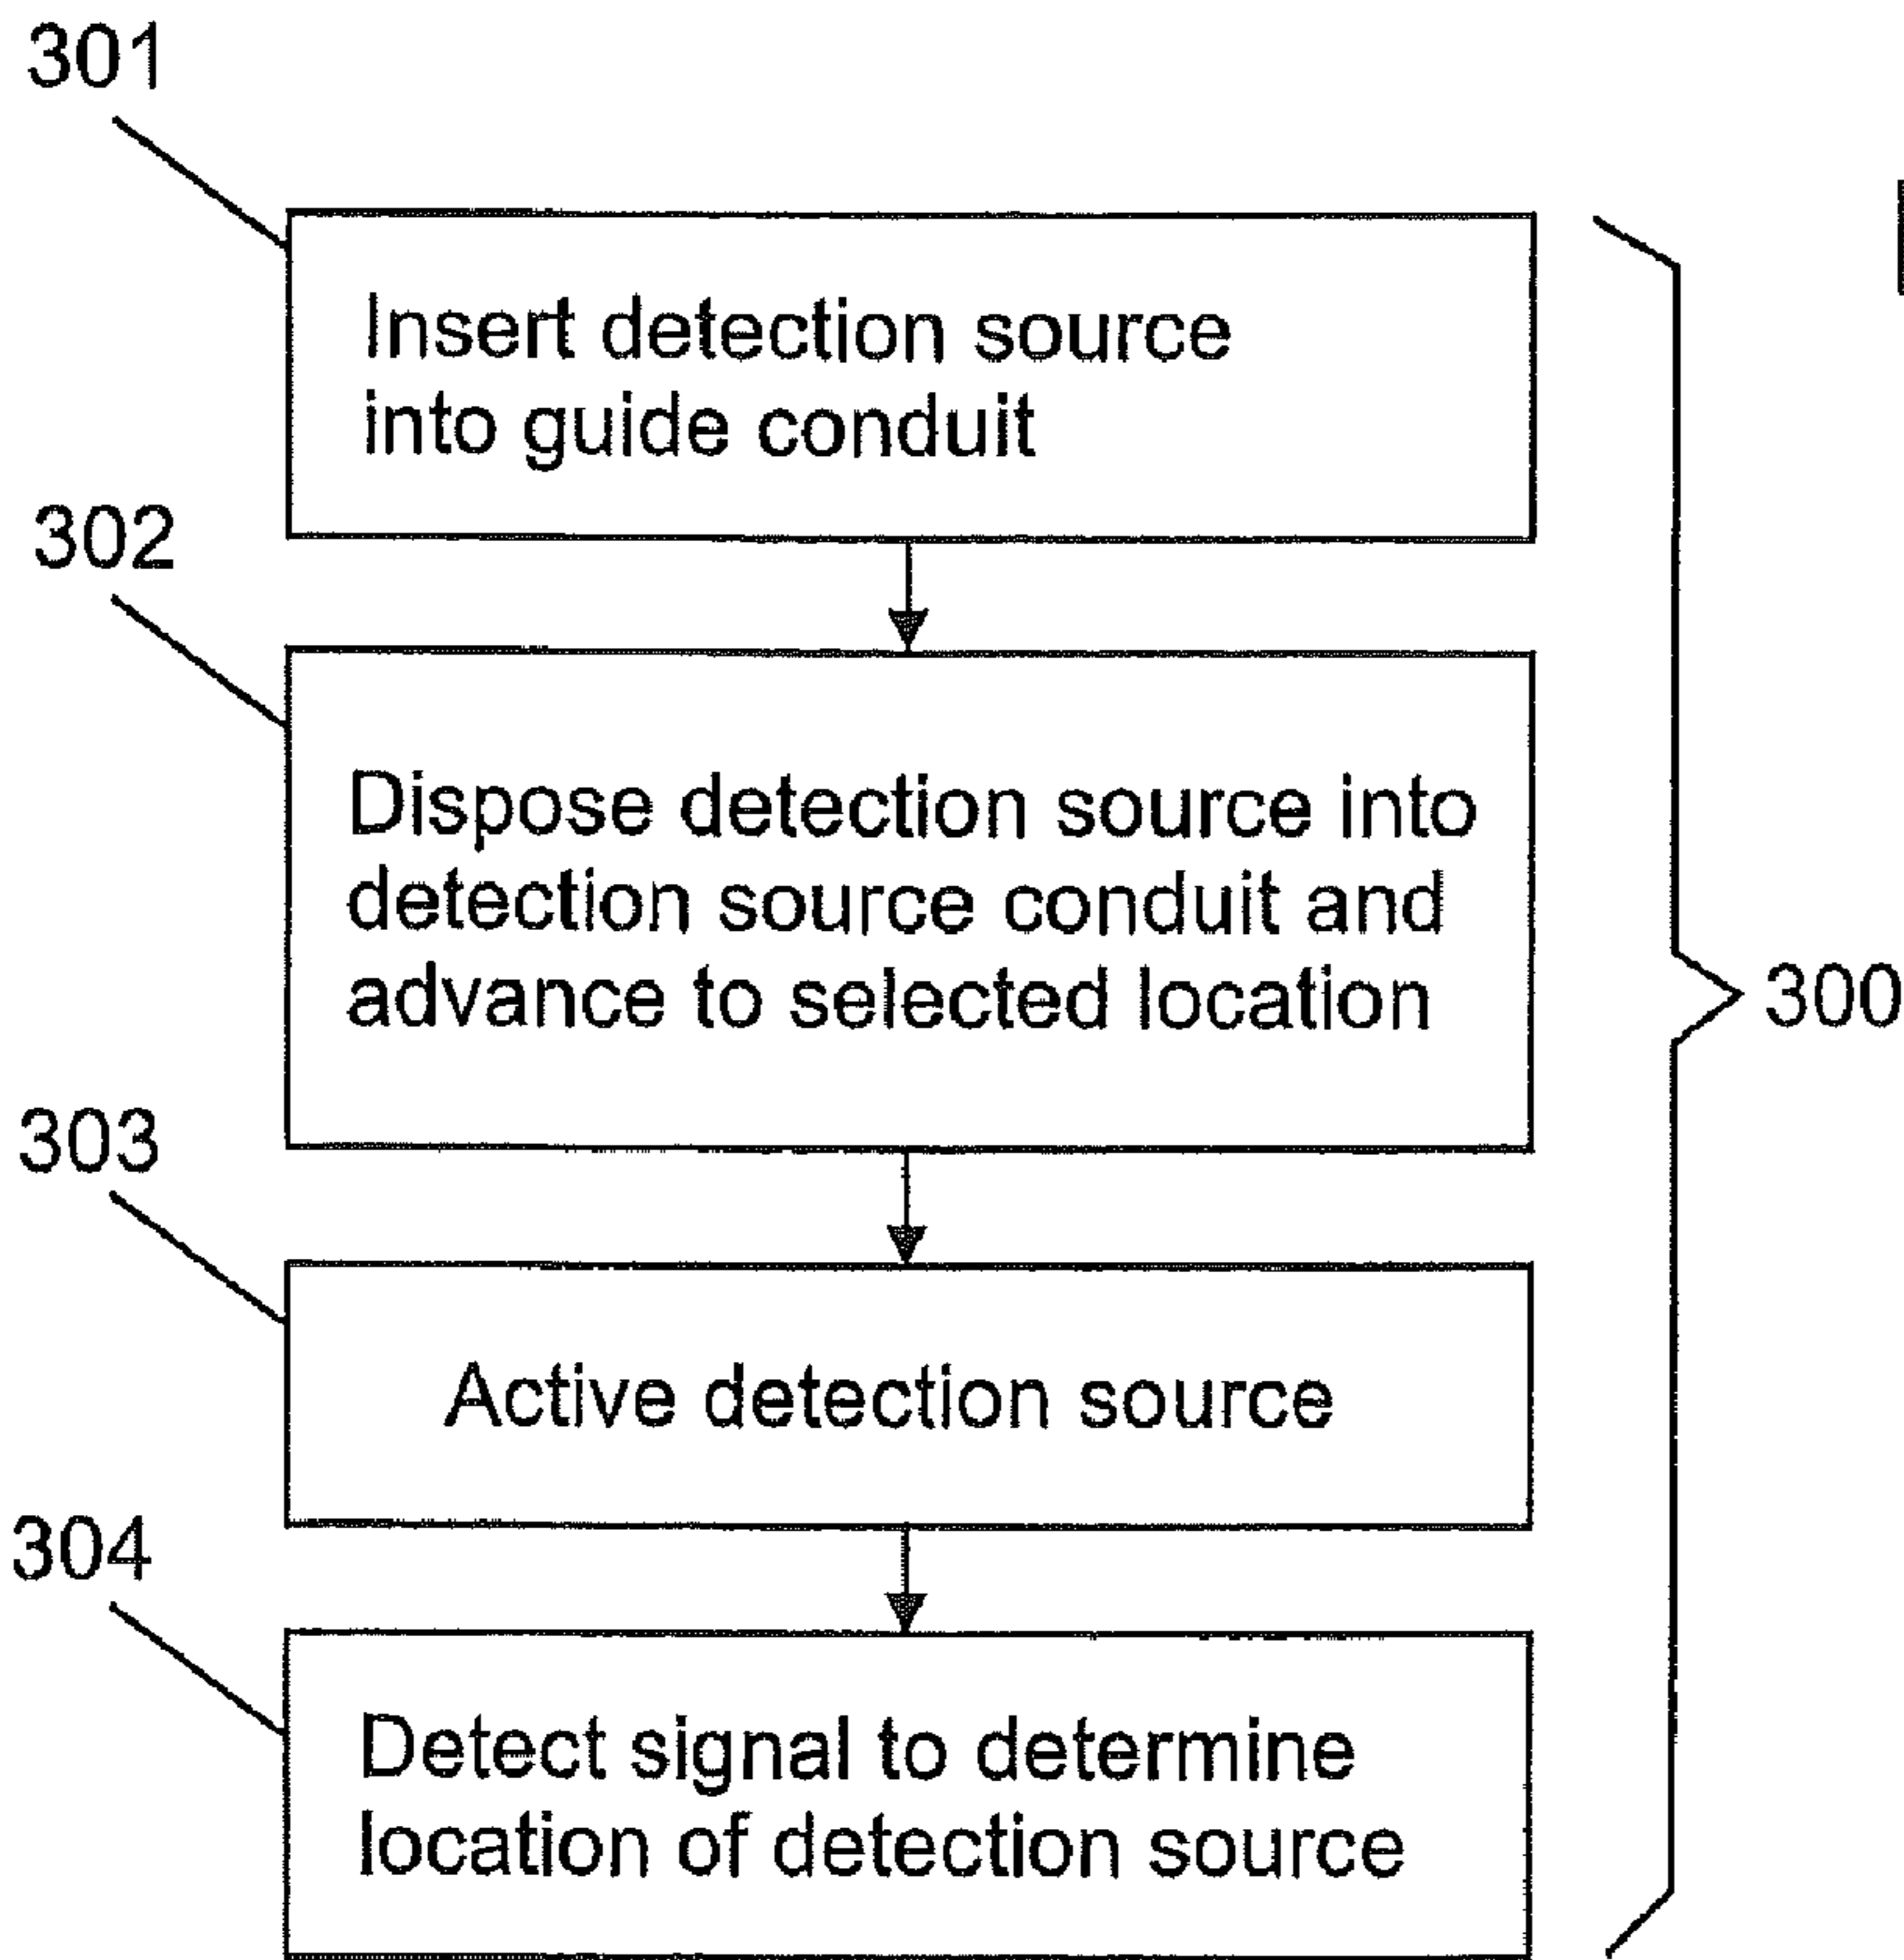 301
Insert detection source
into guide conduit
302
Dispose detection source into
detection source conduit and
advance to selected location
300
303
Active detection source
304
Detect signal to determine
location of detection source